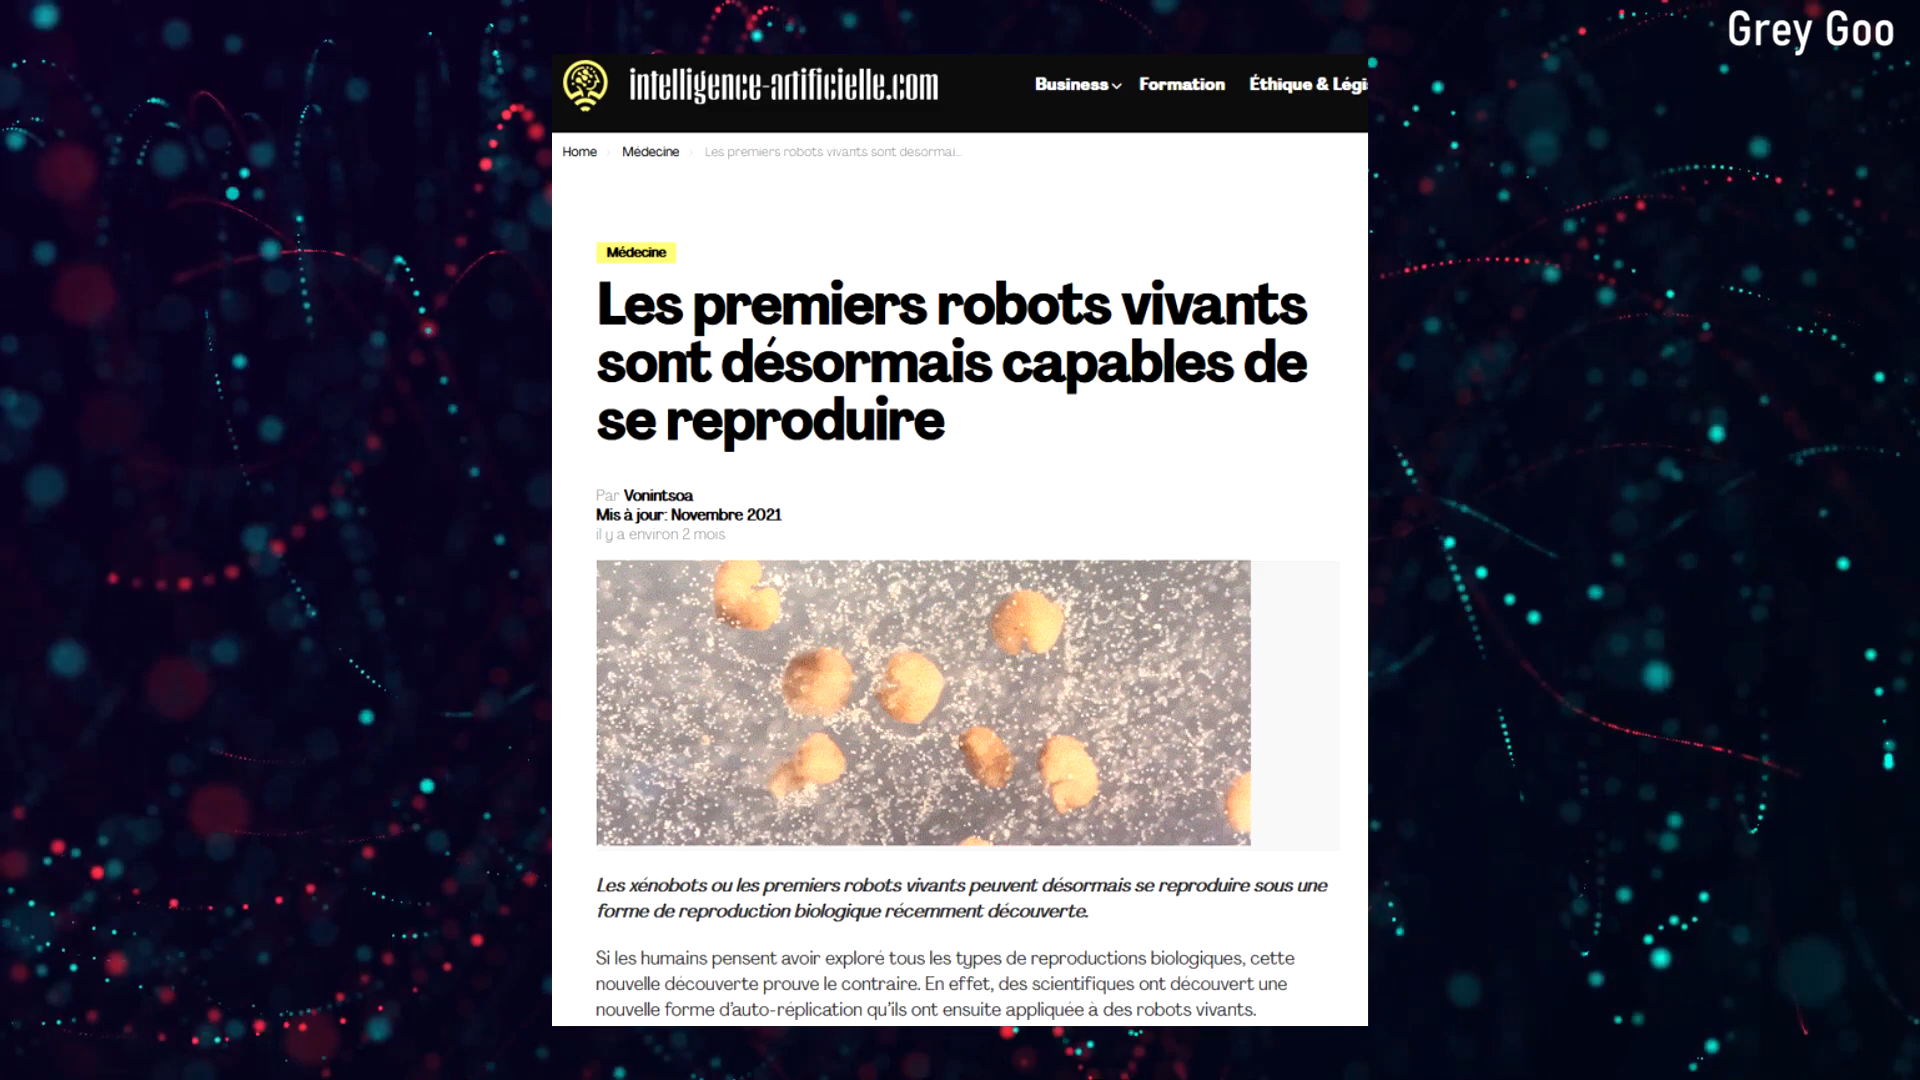 Grey Goo
intelligence-artificielle.com
Business Formation Éthique & Légi
Home Médecine Les premiers robots vivants sont desormai...
Médecine
Les premiers robots vivants
sont désormais capables de
se reproduire
Par Vonintsoa
Mis à jour: Novembre 2021
il y a environ 2 mois
Les xénobots ou les premiers robots vivants peuvent désormais se reproduire sous une
forme de reproduction biologique récemment découverte.
Si les humains pensent avoir exploré tous les types de reproductions biologiques, cette
nouvelle découverte prouve le contraire. En effet, des scientifiques ont découvert une
nouvelle forme d'auto-réplication qu'ils ont ensuite appliquée à des robots vivants.